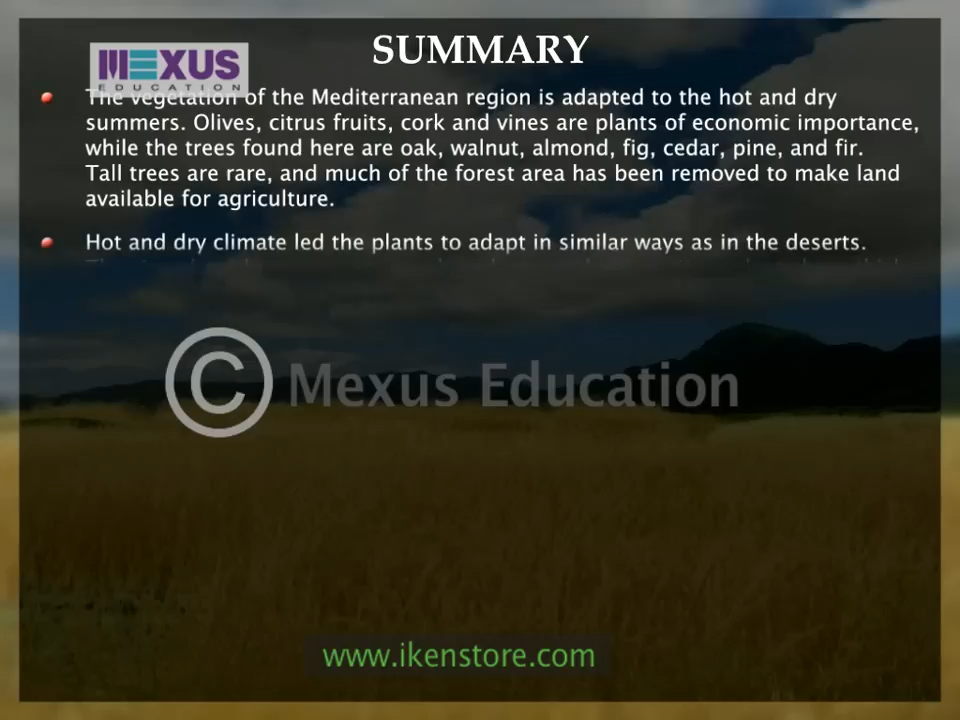 SUMMARY
MEXUS
EDUCATION
The vegetation of the Mediterranean region is adapted to the hot and dry
summers. Olives, citrus fruits, cork and vines are plants of economic importance,
while the trees found here are oak, walnut, almond, fig, cedar, pine, and fir.
Tall trees are rare, and much of the forest area has been removed to make land
available for agriculture.
Hot and dry climate led the plants to adapt in similar ways as in the deserts.
© Mexus Education
www.ikenstore.com